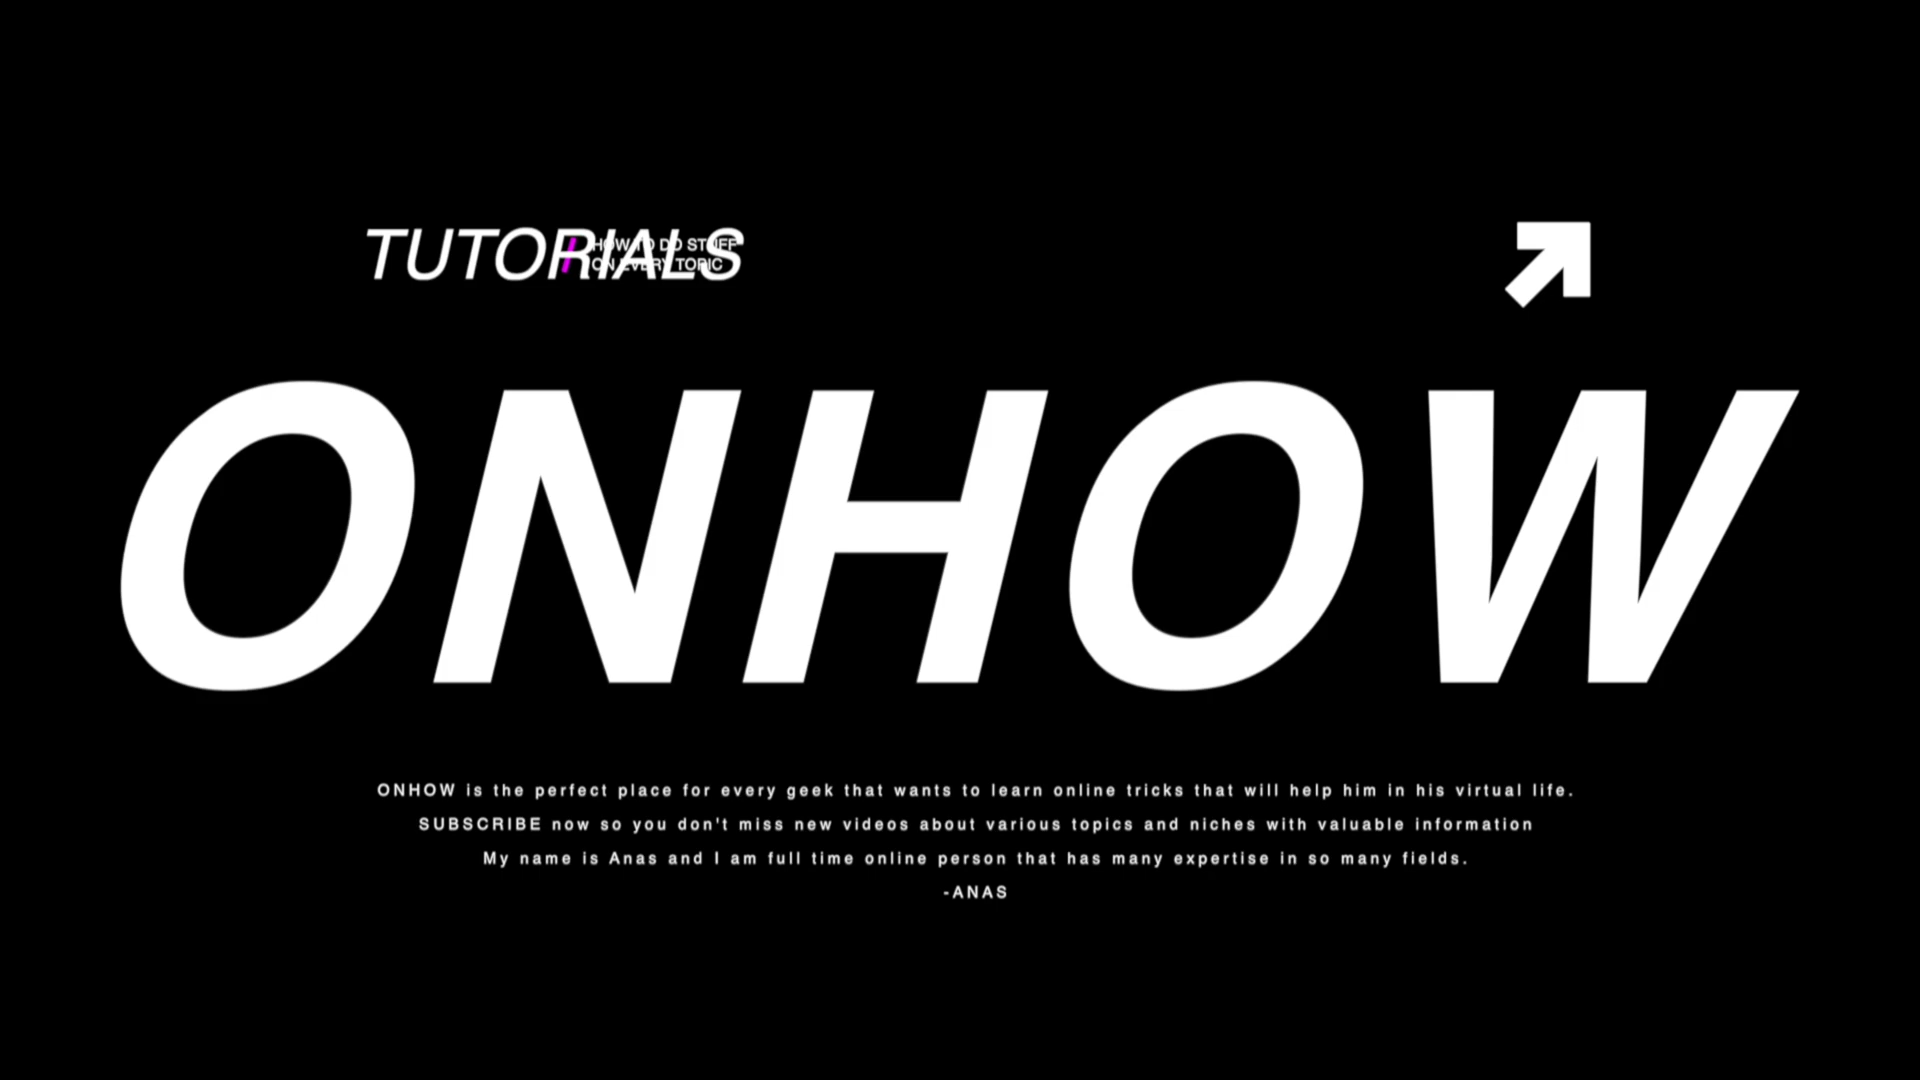 TUTORIALS
HOW TO DO STUFF
ON EVERY TOPIC
ONHOW
ONHOW is the perfect place for every geek that wants to learn online tricks that will help him in his virtual life.
SUBSCRIBE now so you don't miss new videos about various topics and niches with valuable information
My name is Anas and I am full time online person that has many expertise in so many fields.
-ANAS